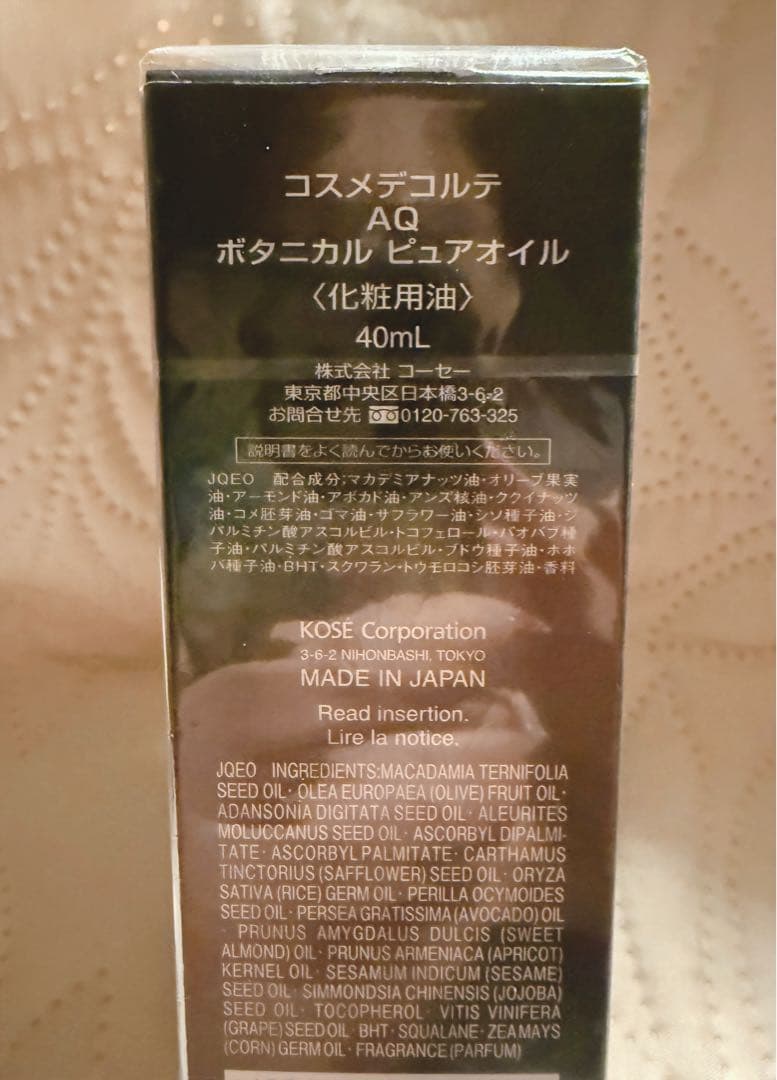 コスメデコルテ
AQ
ボタニカル ピュアオイル
〈化粧用油〉
40mL
株式会社 コーセー
東京都中央区日本橋3-6-2
お問合せ先 0120-763-325
説明書をよく読んでからお使いください。
JQEO 配合成分:マカデミアナッツ油・オリーブ果実
油・アーモンド油・アボカド油・アンズ核油・ククイナッツ
油・コメ胚芽油・ゴマ油・サフラワー油・シソ種子油・ジ
パルミチン酸アスコルビル・トコフェロール・バオバブ種
子油・パルミチン酸アスコルビル・ブドウ種子油・ホホ
バ種子油・BHT・スクワラン・トウモロコシ胚芽油・香料
KOSÉ Corporation
3-6-2 NIHONBASHI, TOKYO
MADE IN JAPAN
Read insertion.
Lire la notice.
JQEO INGREDIENTS:MACADAMIA TERNIFOLIA
SEED OIL· OLEA EUROPAEA (OLIVE) FRUIT OIL·
ADANSONIA DIGITATA SEED OIL· ALEURITES
MOLUCCANUS SEED OIL· ASCORBYL DIPALMI-
TATE· ASCORBYL PALMITATE· CARTHAMUS
TINCTORIUS (SAFFLOWER) SEED OIL· ORYZA
SATIVA (RICE) GERM OIL· PERILLA OCYMOIDES
SEED OIL· PERSEA GRATISSIMA (AVOCADO) OIL
· PRUNUS AMYGDALUS DULCIS (SWEET
ALMOND) OIL· PRUNUS ARMENIACA (APRICOT)
KERNEL OIL· SESAMUM INDICUM (SESAME)
SEED OIL· SIMMONDSIA CHINENSIS (JOJOBA)
SEED OIL· TOCOPHEROL· VITIS VINIFERA
(GRAPE) SEED OIL· BHT· SQUALANE· ZEA MAYS
(CORN) GERM OIL· FRAGRANCE (PARFUM)